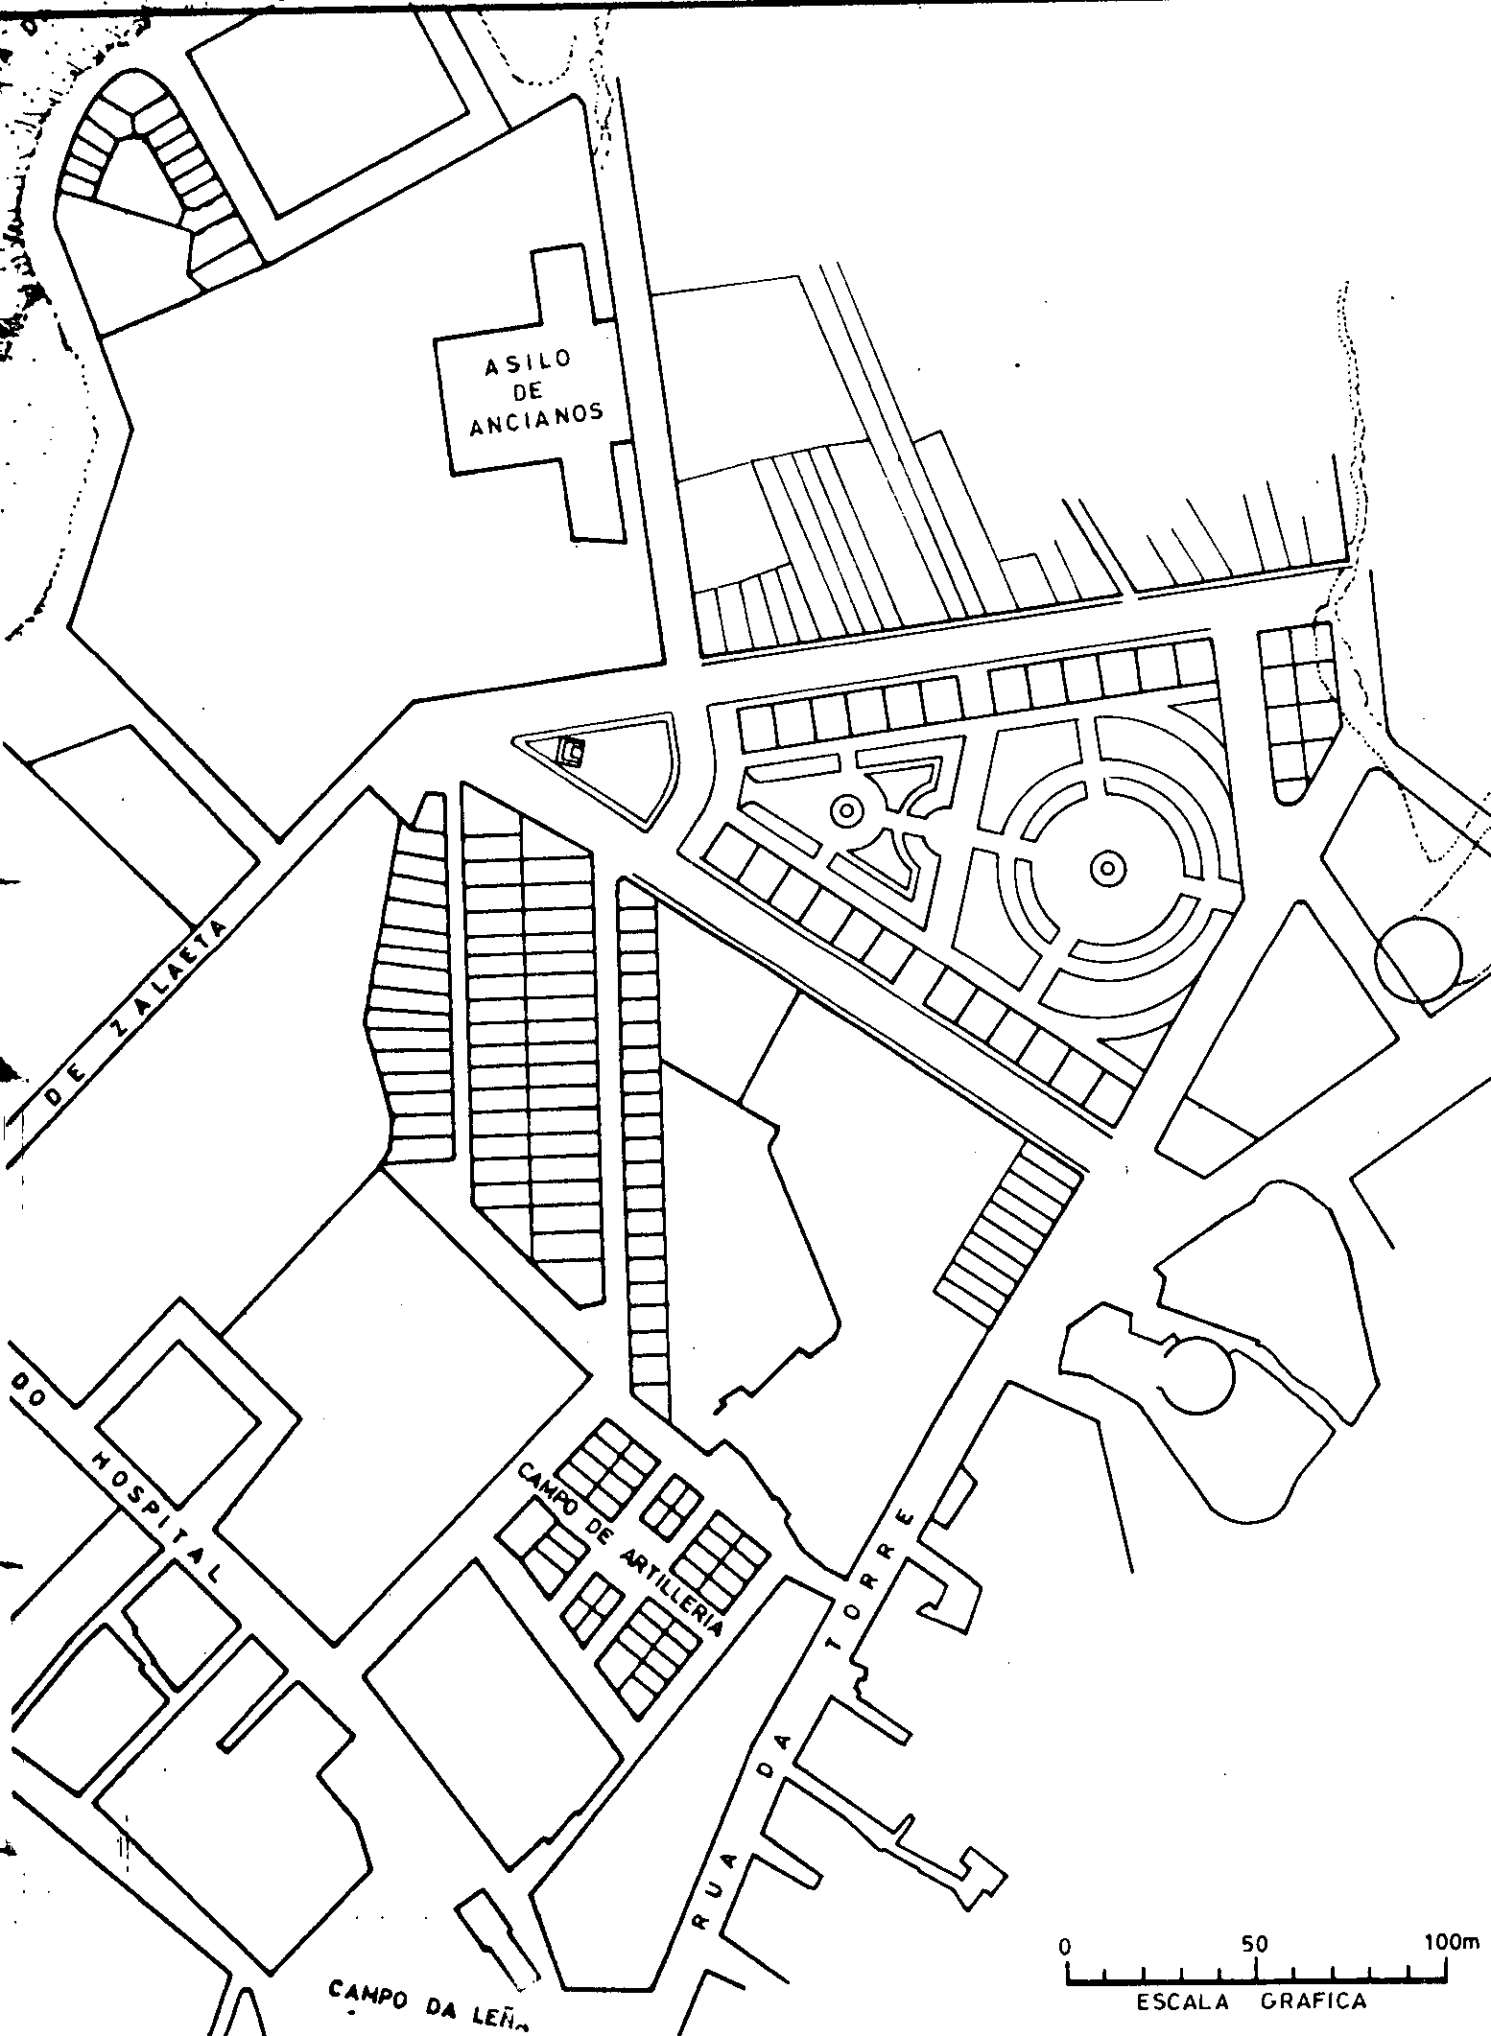 ASILO
DE
ANCIANOS
DE ZALAETA
DO HOSPITAL
CAMPO DE ARTILLERIA
RUA DA TORRE
CAMPO DA
0 50 100m
ESCALA GRAFICA